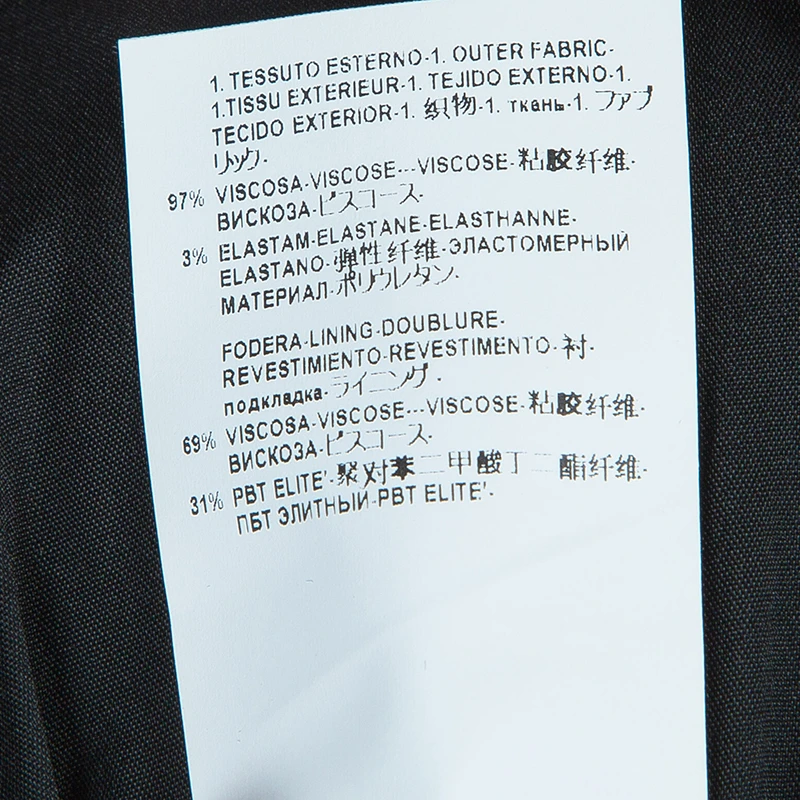 1. TESSUTO ESTERNO-1. OUTER FABRIC-
1.TISSU EXTERIEUR-1. TEJIDO EXTERNO-1.
TECIDO EXTERIOR-1. 织物-1. ткань-1. ファブ
リック-
97% VISCOSA-VISCOSE---VISCOSE-粘胶纤维-
ВИСКОЗА-ビスコース-
3% ELASTAM-ELASTANE-ELASTHANNE-
ELASTANO-弹性纤维-ЭЛАСТОМЕРНЫЙ
МАТЕРИАЛ-ポリウレタン-
FODERA-LINING-DOUBLURE-
REVESTIMIENTO-REVESTIMENTO-衬-
подкладка-ライニング-
69% VISCOSA-VISCOSE---VISCOSE-粘胶纤维-
ВИСКОЗА-ビスコース-
31% PBT ELITE'-聚对苯二甲酸丁二酯纤维-
ПБТ ЭЛИТНЫЙ-PBT ELITE'-